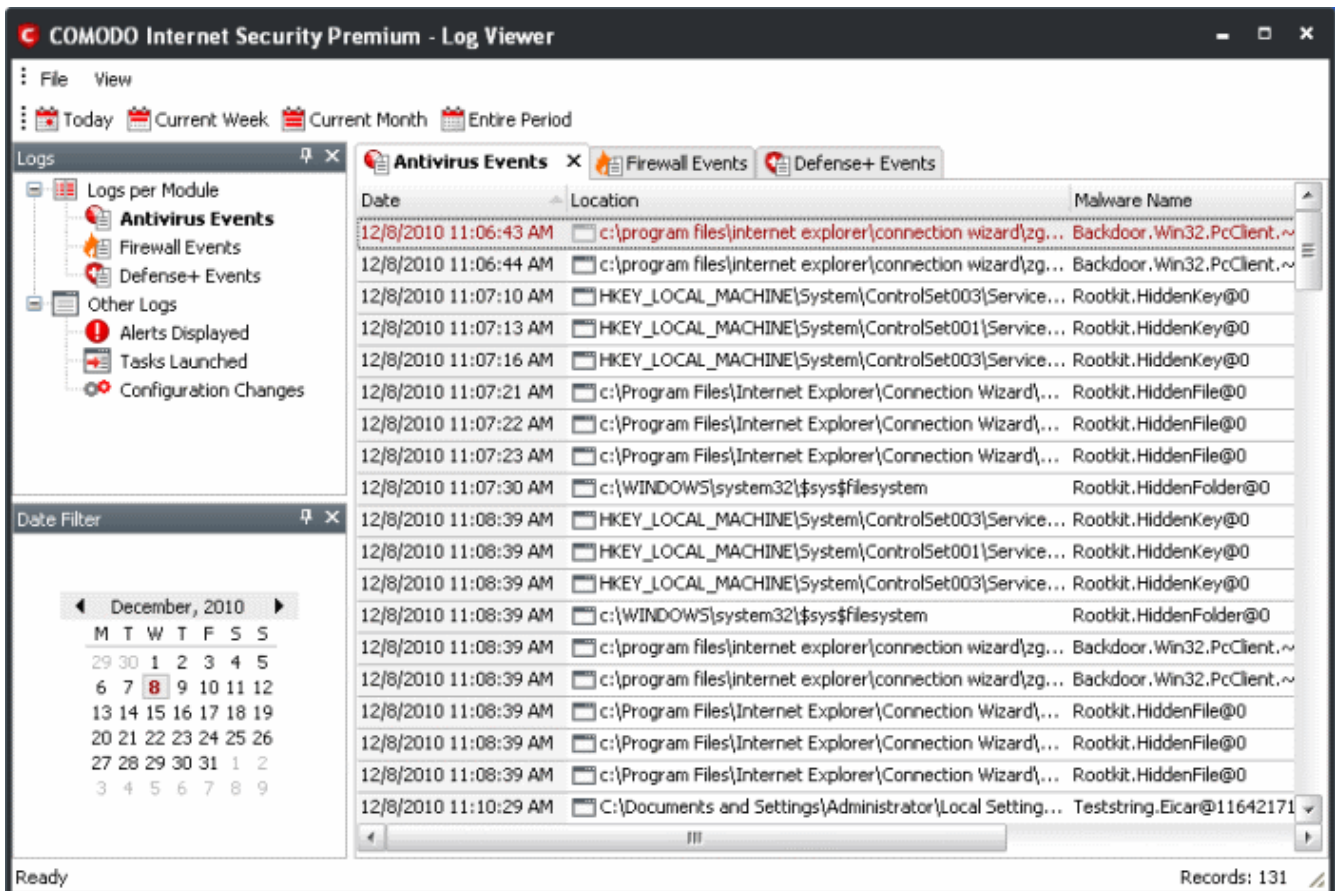 COMODO Internet Security Premium - Log Viewer
File View
Today Current Week Current Month Entire Period
Logs
Logs per Module
Antivirus Events
Firewall Events
Defense+ Events
Other Logs
Alerts Displayed
Tasks Launched
Configuration Changes
Date Filter
December, 2010
M T W T F S S
29 30 1 2 3 4 5
6 7 8 9 10 11 12
13 14 15 16 17 18 19
20 21 22 23 24 25 26
27 28 29 30 31 1 2
3 4 5 6 7 8 9
Antivirus Events Firewall Events Defense+ Events
Date Location Malware Name
12/8/2010 11:06:43 AM c:\program files\internet explorer\connection wizard\zg... Backdoor.Win32.PcClient.~
12/8/2010 11:06:44 AM c:\program files\internet explorer\connection wizard\zg... Backdoor.Win32.PcClient.~
12/8/2010 11:07:10 AM HKEY_LOCAL_MACHINE\System\ControlSet003\Service... Rootkit.HiddenKey@0
12/8/2010 11:07:13 AM HKEY_LOCAL_MACHINE\System\ControlSet001\Service... Rootkit.HiddenKey@0
12/8/2010 11:07:16 AM HKEY_LOCAL_MACHINE\System\ControlSet003\Service... Rootkit.HiddenKey@0
12/8/2010 11:07:21 AM c:\Program Files\Internet Explorer\Connection Wizard\... Rootkit.HiddenFile@0
12/8/2010 11:07:22 AM c:\Program Files\Internet Explorer\Connection Wizard\... Rootkit.HiddenFile@0
12/8/2010 11:07:23 AM c:\Program Files\Internet Explorer\Connection Wizard\... Rootkit.HiddenFile@0
12/8/2010 11:07:30 AM c:\WINDOWS\system32\$sys$filesystem Rootkit.HiddenFolder@0
12/8/2010 11:08:39 AM HKEY_LOCAL_MACHINE\System\ControlSet003\Service... Rootkit.HiddenKey@0
12/8/2010 11:08:39 AM HKEY_LOCAL_MACHINE\System\ControlSet001\Service... Rootkit.HiddenKey@0
12/8/2010 11:08:39 AM HKEY_LOCAL_MACHINE\System\ControlSet003\Service... Rootkit.HiddenKey@0
12/8/2010 11:08:39 AM c:\WINDOWS\system32\$sys$filesystem Rootkit.HiddenFolder@0
12/8/2010 11:08:39 AM c:\program files\internet explorer\connection wizard\zg... Backdoor.Win32.PcClient.~
12/8/2010 11:08:39 AM c:\program files\internet explorer\connection wizard\zg... Backdoor.Win32.PcClient.~
12/8/2010 11:08:39 AM c:\Program Files\Internet Explorer\Connection Wizard\... Rootkit.HiddenFile@0
12/8/2010 11:08:39 AM c:\Program Files\Internet Explorer\Connection Wizard\... Rootkit.HiddenFile@0
12/8/2010 11:08:39 AM c:\Program Files\Internet Explorer\Connection Wizard\... Rootkit.HiddenFile@0
12/8/2010 11:10:29 AM C:\Documents and Settings\Administrator\Local Setting... Teststring.Eicar@11642171
Ready Records: 131